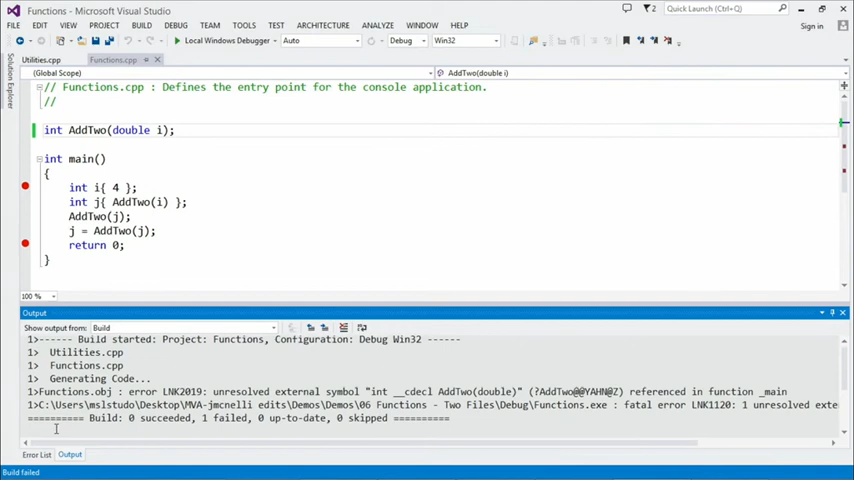 Functions - Microsoft Visual Studio
2
Quick Launch (Ctrl+Q)
FILE EDIT VIEW PROJECT BUILD DEBUG TEAM TOOLS TEST ARCHITECTURE ANALYZE WINDOW HELP
Sign in
Local Windows Debugger Auto Debug Win32
Solution Explorer
Utilities.cpp Functions.cpp
(Global Scope) AddTwo(double i)
// Functions.cpp : Defines the entry point for the console application.
//
int AddTwo(double i);
int main()
{
int i{ 4 };
int j{ AddTwo(i) };
AddTwo(j);
j = AddTwo(j);
return 0;
}
100 %
Output
Show output from: Build
1>------ Build started: Project: Functions, Configuration: Debug Win32 ------
1> Utilities.cpp
1> Functions.cpp
1> Generating Code...
1>Functions.obj : error LNK2019: unresolved external symbol "int __cdecl AddTwo(double)" (?AddTwo@@YAHN@Z) referenced in function _main
1>C:\Users\mslstudo\Desktop\MVA-jmcnelli edits\Demos\Demos\06 Functions - Two Files\Debug\Functions.exe : fatal error LNK1120: 1 unresolved exte
========== Build: 0 succeeded, 1 failed, 0 up-to-date, 0 skipped ==========
Error List Output
Build failed